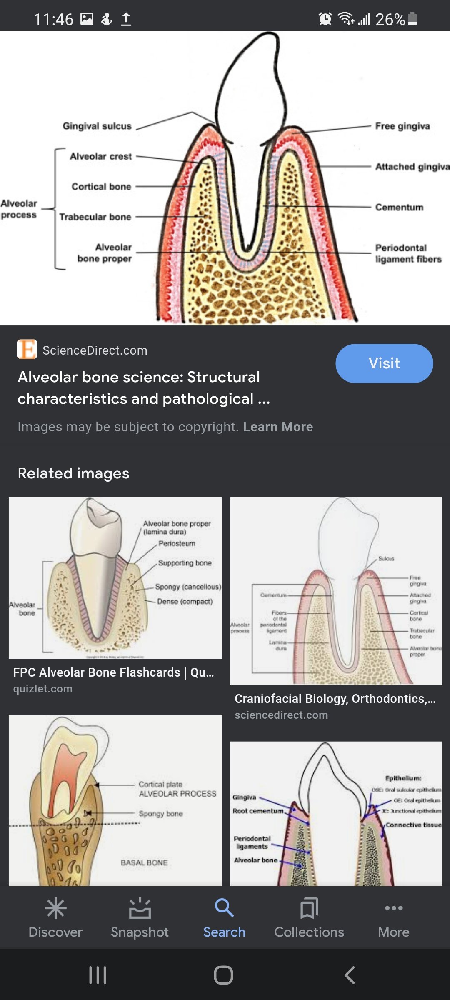 11:46
26%
Gingival sulcus
Alveolar crest
Cortical bone
Alveolar
process
Trabecular bone
Alveolar
bone proper
Free gingiva
Attached gingiva
Cementum
Periodontal
ligament fibers
E
ScienceDirect.com
Visit
Alveolar bone science: Structural
characteristics and pathological ...
Images may be subject to copyright. Learn More
Related images
Alveolar bone proper
(lamina dura)
Periosteum
Supporting bone
Spongy (cancellous)
Dense (compact)
Alveolar
bone
FPC Alveolar Bone Flashcards | Qu...
quizlet.com
Sulcus
Free
gingiva
Attached
gingiva
Cortical
bone
Trabecular
bone
Alveolar bone
proper
Cementum
Fibers
of the
periodontal
ligament
Alveolar
process
Lamina
dura
Craniofacial Biology, Orthodontics,...
sciencedirect.com
Cortical plate
ALVEOLAR PROCESS
Spongy bone
BASAL BONE
Gingiva
Root cementum
Periodontal
ligaments
Alveolar bone
Epithelium:
OSE: Oral sulcular epithelium
OE: Oral epithelium
JE: Junctional epithelium
Connective tissue
Discover
Snapshot
Search
Collections
More